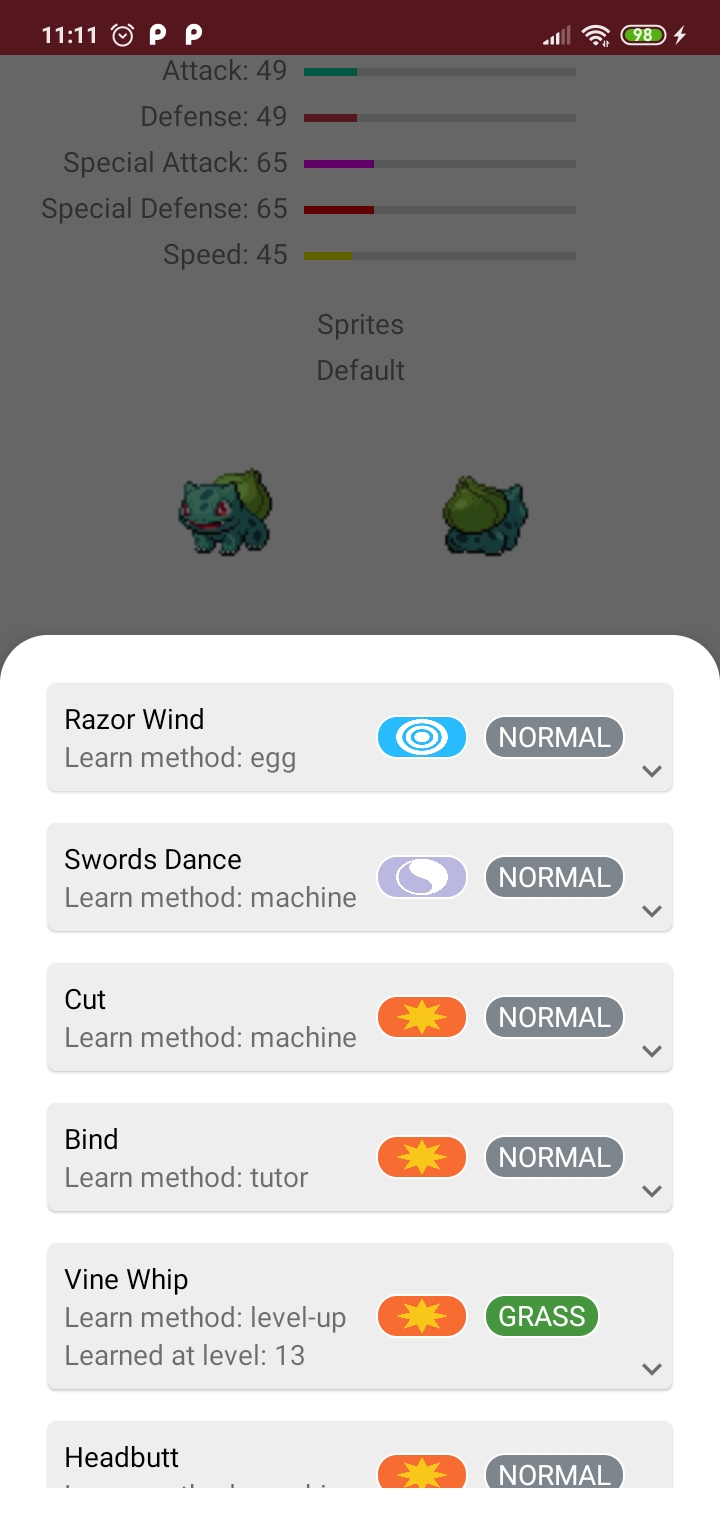 11:11 98
Attack: 49
Defense: 49
Special Attack: 65
Special Defense: 65
Speed: 45
Sprites
Default
Razor Wind
Learn method: egg
NORMAL
Swords Dance
Learn method: machine
NORMAL
Cut
Learn method: machine
NORMAL
Bind
Learn method: tutor
NORMAL
Vine Whip
Learn method: level-up
Learned at level: 13
GRASS
Headbutt
NORMAL